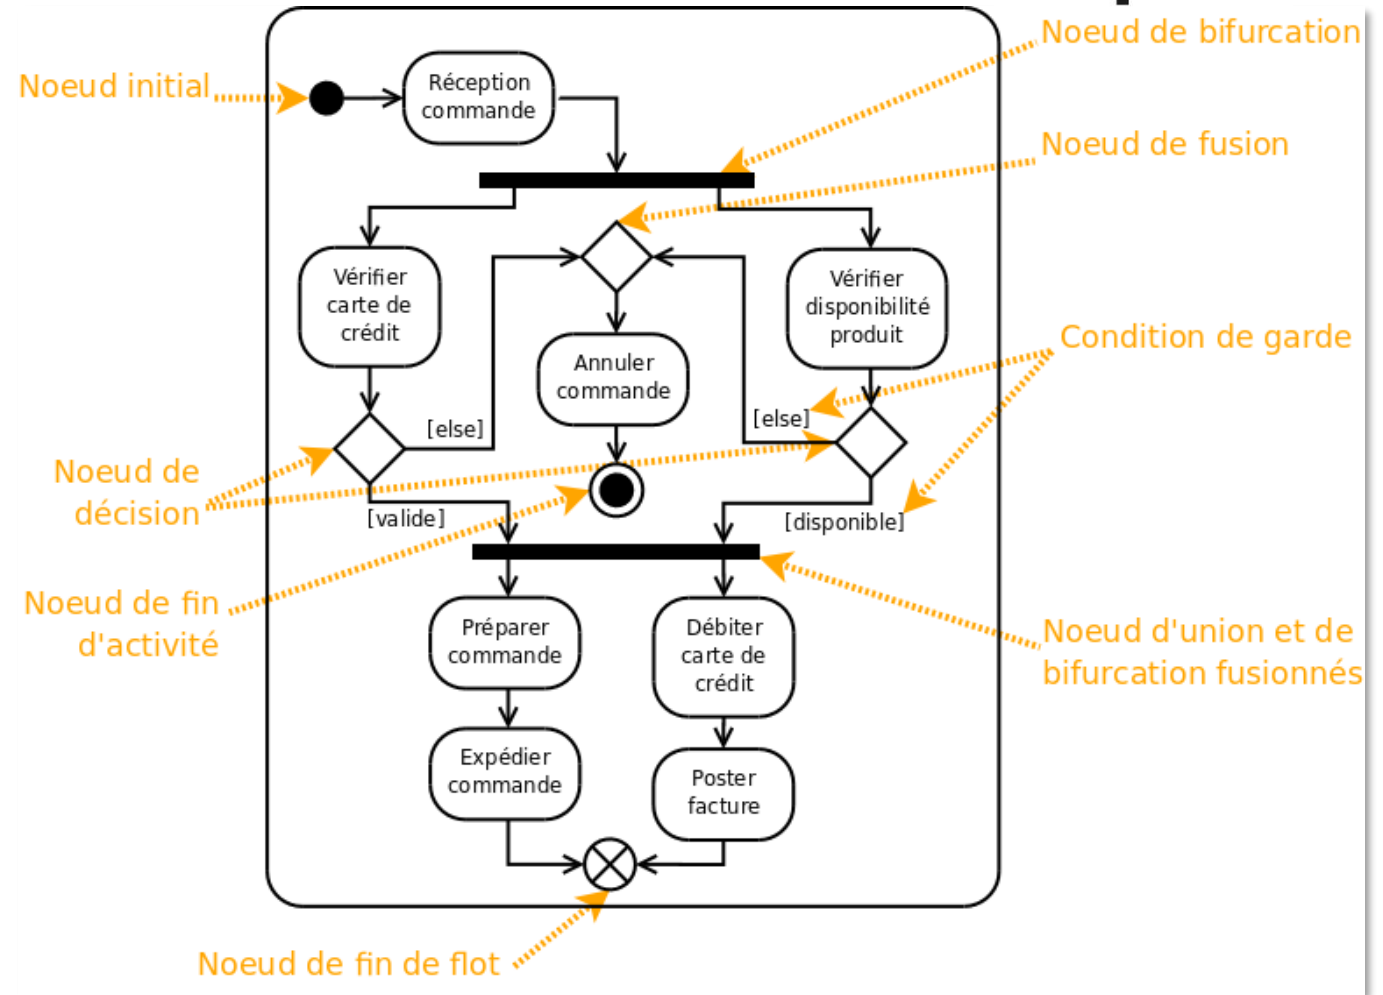 Noeud de bifurcation
Noeud initial
Réception
commande
Noeud de fusion
Vérifier
carte de
crédit
Vérifier
disponibilité
produit
Annuler
commande
Condition de garde
[else]
[else]
Noeud de
décision
[valide]
[disponible]
Noeud de fin
d'activité
Préparer
commande
Débiter
carte de
crédit
Noeud d'union et de
bifurcation fusionnés
Expédier
commande
Poster
facture
Noeud de fin de flot